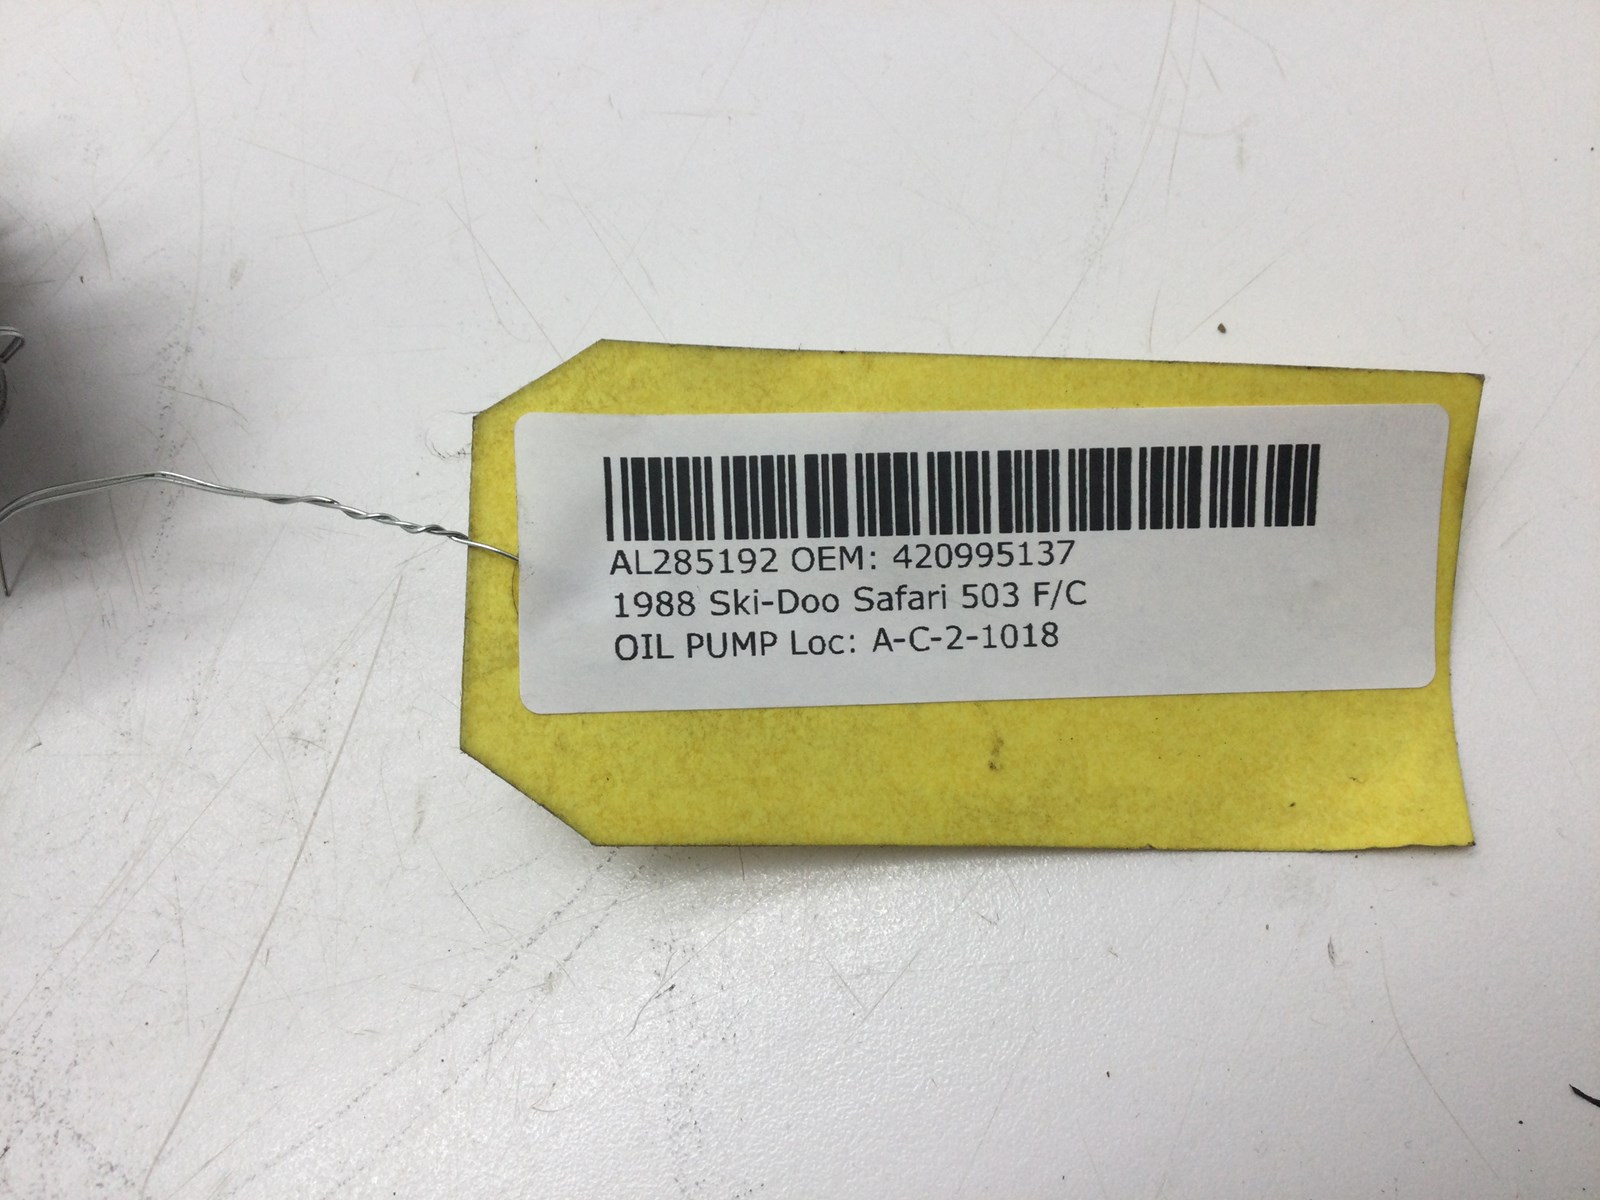 AL285192 OEM: 420995137
1988 Ski-Doo Safari 503 F/C
OIL PUMP Loc: A-C-2-1018